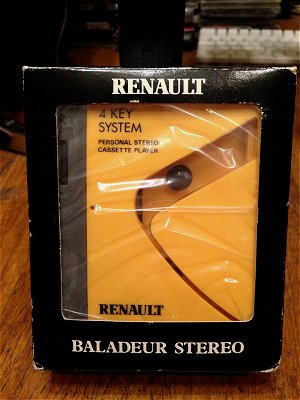 RENAULT
4 KEY
SYSTEM
PERSONAL STEREO
CASSETTE PLAYER
RENAULT
BALADEUR STEREO